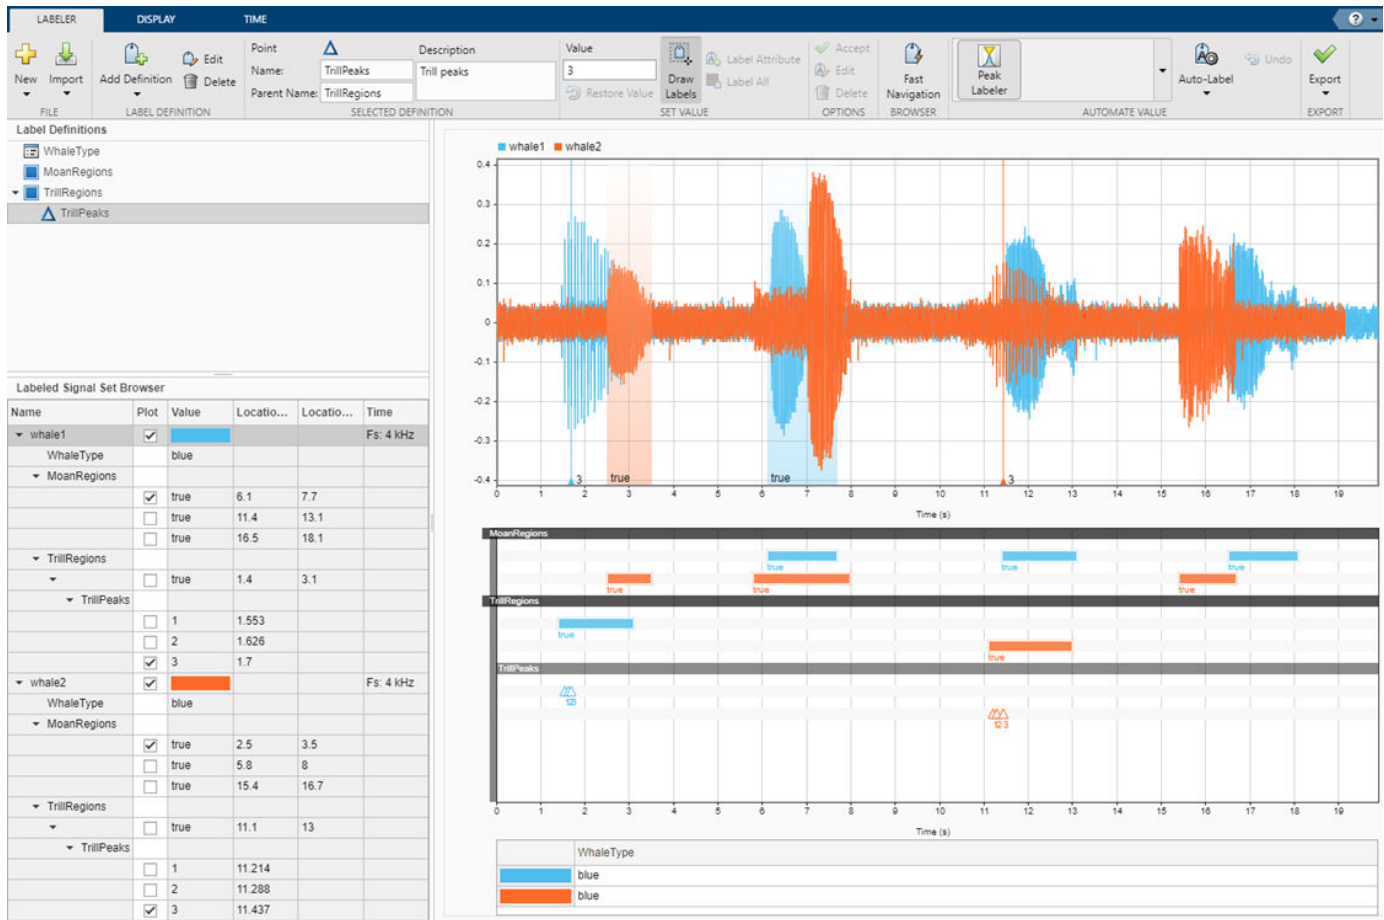 LABELER DISPLAY TIME
?
New Import Add Definition Edit Delete
Point
Name: TrillPeaks
Parent Name: TrillRegions
Description
Trill peaks
Value
3
Restore Value
Draw Labels
Label Attribute
Label All
Accept
Edit
Delete
Fast Navigation
Peak Labeler
Auto-Label
Undo
Export
FILE LABEL DEFINITION SELECTED DEFINITION SET VALUE OPTIONS BROWSER AUTOMATE VALUE EXPORT
Label Definitions
WhaleType
MoanRegions
TrillRegions
TrillPeaks
Labeled Signal Set Browser
Name Plot Value Locatio... Locatio... Time
whale1 Fs: 4 kHz
WhaleType blue
MoanRegions
true 6.1 7.7
true 11.4 13.1
true 16.5 18.1
TrillRegions
true 1.4 3.1
TrillPeaks
1 1.553
2 1.626
3 1.7
whale2 Fs: 4 kHz
WhaleType blue
MoanRegions
true 2.5 3.5
true 5.8 8
true 15.4 16.7
TrillRegions
true 11.1 13
TrillPeaks
1 11.214
2 11.288
3 11.437
whale1 whale2
0.4
0.3
0.2
0.1
0
-0.1
-0.2
-0.3
-0.4
3 true true 3
0 1 2 3 4 5 6 7 8 9 10 11 12 13 14 15 16 17 18 19
Time (s)
MoanRegions
true true true
true true true
TrillRegions
true
true
TrillPeaks
123
12 3
0 1 2 3 4 5 6 7 8 9 10 11 12 13 14 15 16 17 18 19
Time (s)
WhaleType
blue
blue